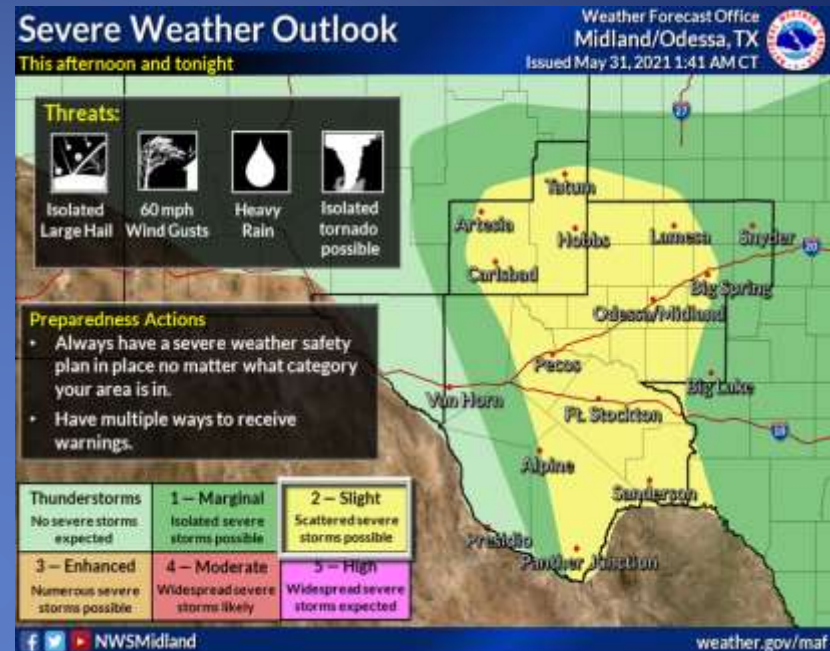 Severe Weather Outlook
This afternoon and tonight
Weather Forecast Office
Midland/Odessa, TX
Issued May 31, 2021 1:41 AM CT
Threats:
Isolated
Large Hail
60 mph
Wind Gusts
Heavy
Rain
Isolated
tornado
possible
27
Tatum
Artesia
Hobbs
Lamesa
Snyder
20
Carlsbad
Big Spring
Odessa/Midland
Pecos
Van Horn
Big Lake
Ft. Stockton
Alpine
Sanderson
Presidio
Panther Junction
Preparedness Actions
• Always have a severe weather safety
plan in place no matter what category
your area is in.
• Have multiple ways to receive
warnings.
Thunderstorms
No severe storms
expected
1 – Marginal
Isolated severe
storms possible
2 – Slight
Scattered severe
storms possible
3 – Enhanced
Numerous severe
storms possible
4 – Moderate
Widespread severe
storms likely
5 – High
Widespread severe
storms expected
NWSMidland
weather.gov/maf